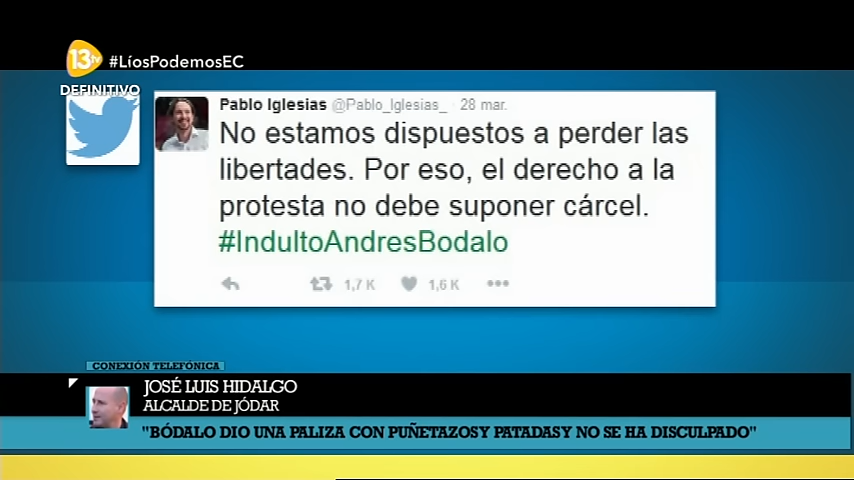 13tv
#LíosPodemosEC
DEFINITIVO
Pablo Iglesias @Pablo_Iglesias_ · 28 mar.
No estamos dispuestos a perder las
libertades. Por eso, el derecho a la
protesta no debe suponer cárcel.
#IndultoAndresBodalo
1,7 K 1,6 K
CONEXIÓN TELEFÓNICA
JOSÉ LUIS HIDALGO
ALCALDE DE JÓDAR
"BÓDALO DIO UNA PALIZA CON PUÑETAZOS Y PATADAS Y NO SE HA DISCULPADO"